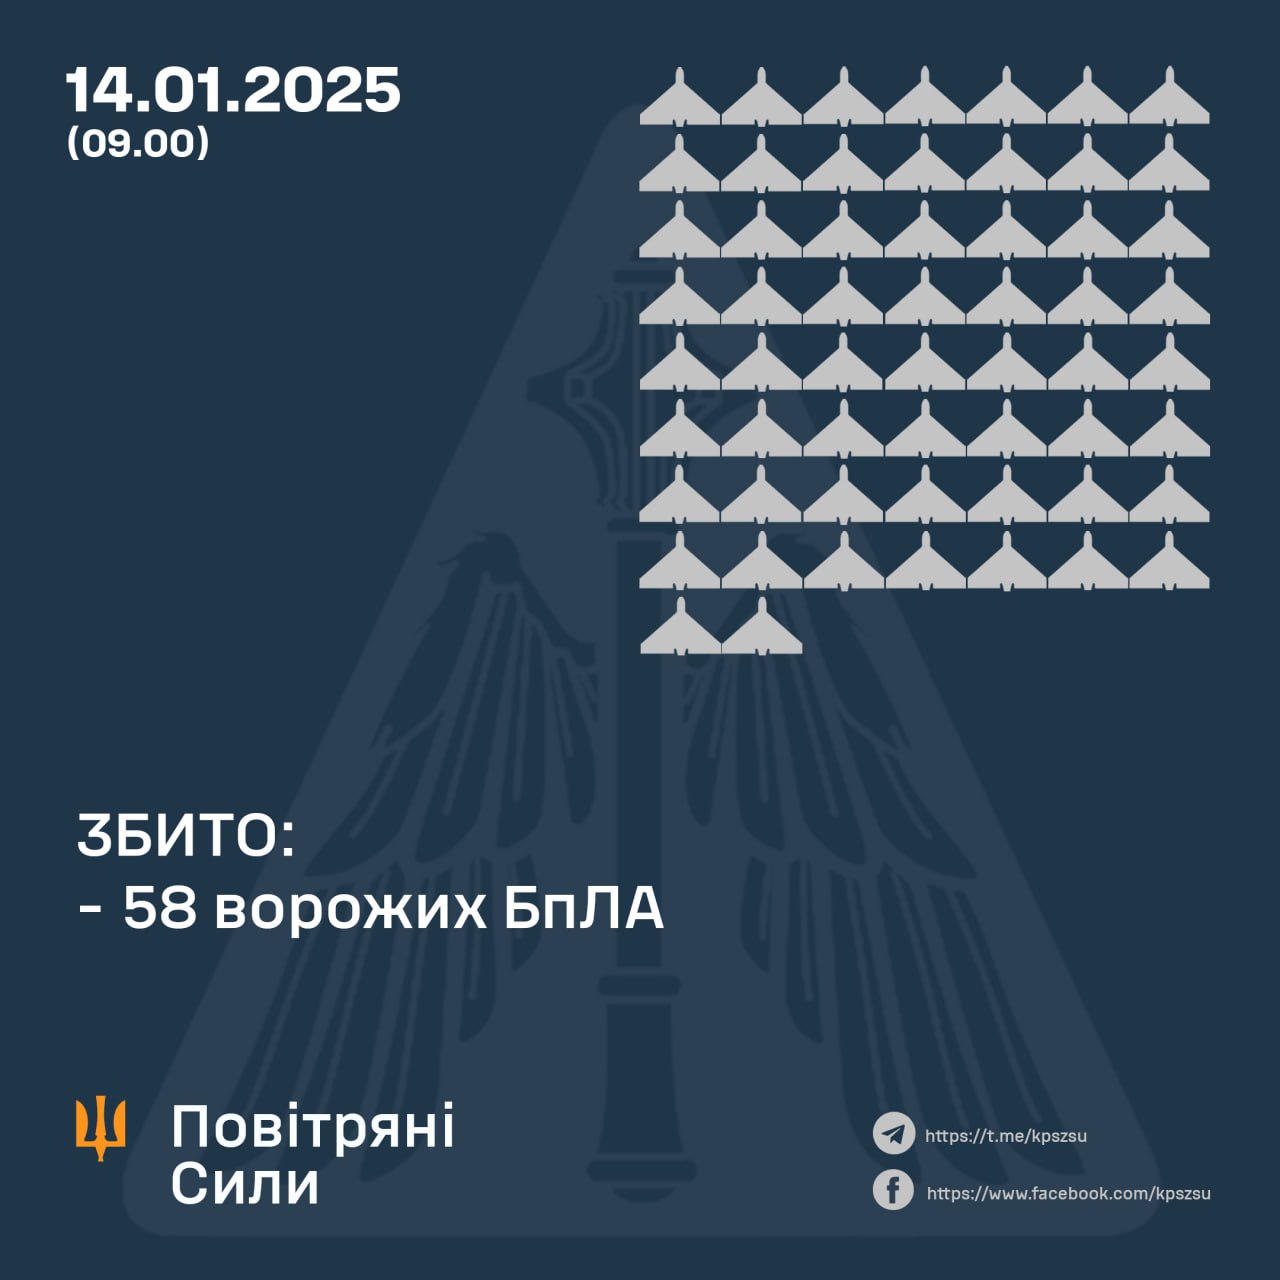 14.01.2025
(09.00)
ЗБИТО:
- 58 ворожих БпЛА
Повітряні
Сили
https://t.me/kpszsu
https://www.facebook.com/kpszsu